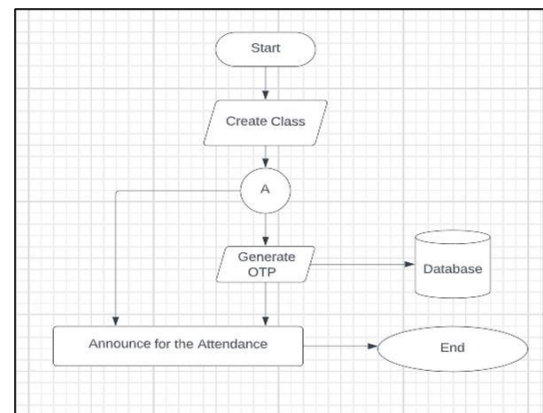 Start
Create Class
A
Generate
OTP
Database
Announce for the Attendance
End